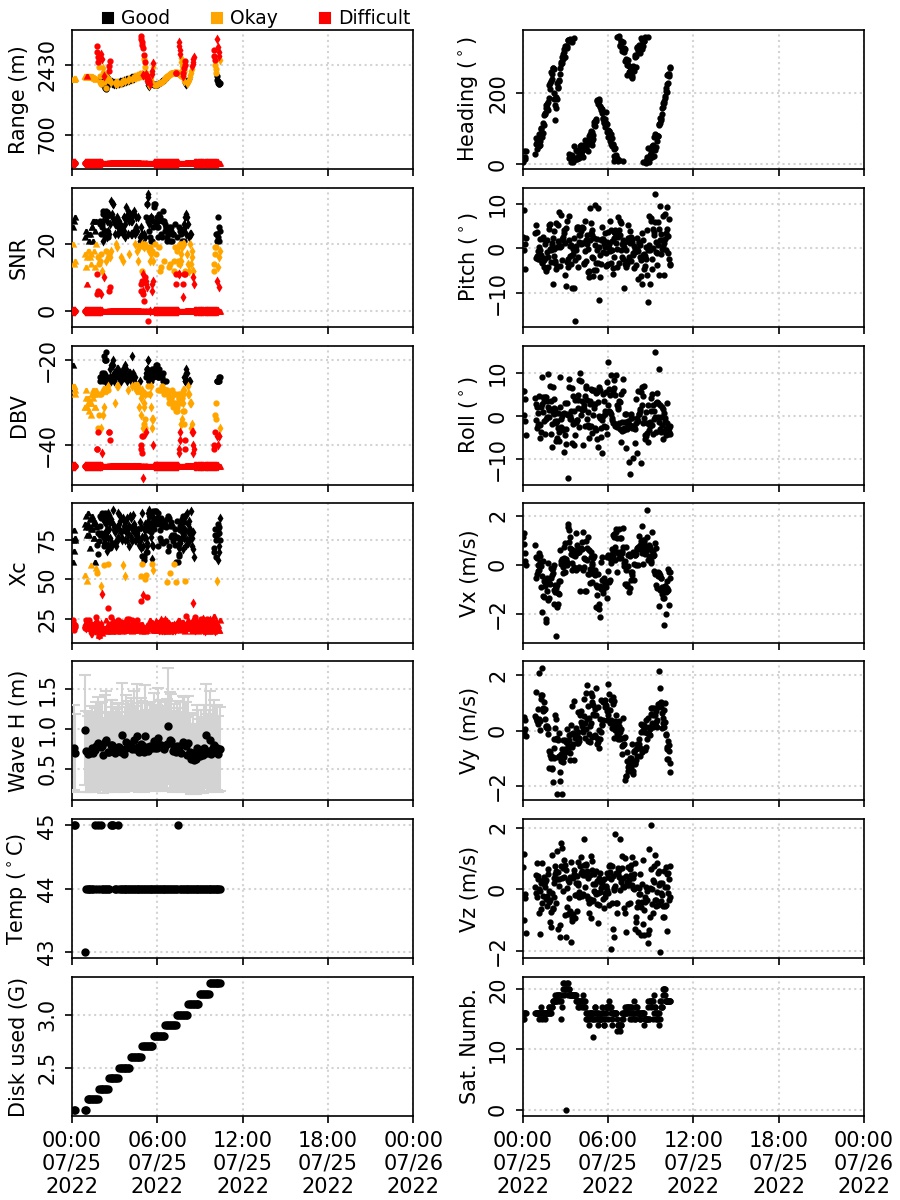 Good Okay Difficult
Range (m)
2430
700
Heading (°)
200
0
SNR
20
0
Pitch (°)
10
0
−10
DBV
−20
−40
Roll (°)
10
0
−10
Xc
75
50
25
Vx (m/s)
2
0
−2
Wave H (m)
1.5
1.0
0.5
Vy (m/s)
2
0
−2
Temp (°C)
45
44
43
Vz (m/s)
2
0
−2
Disk used (G)
3.0
2.5
Sat. Numb.
20
10
0
00:00 06:00 12:00 18:00 00:00 00:00 06:00 12:00 18:00 00:00
07/25 07/25 07/25 07/25 07/26 07/25 07/25 07/25 07/25 07/26
2022 2022 2022 2022 2022 2022 2022 2022 2022 2022